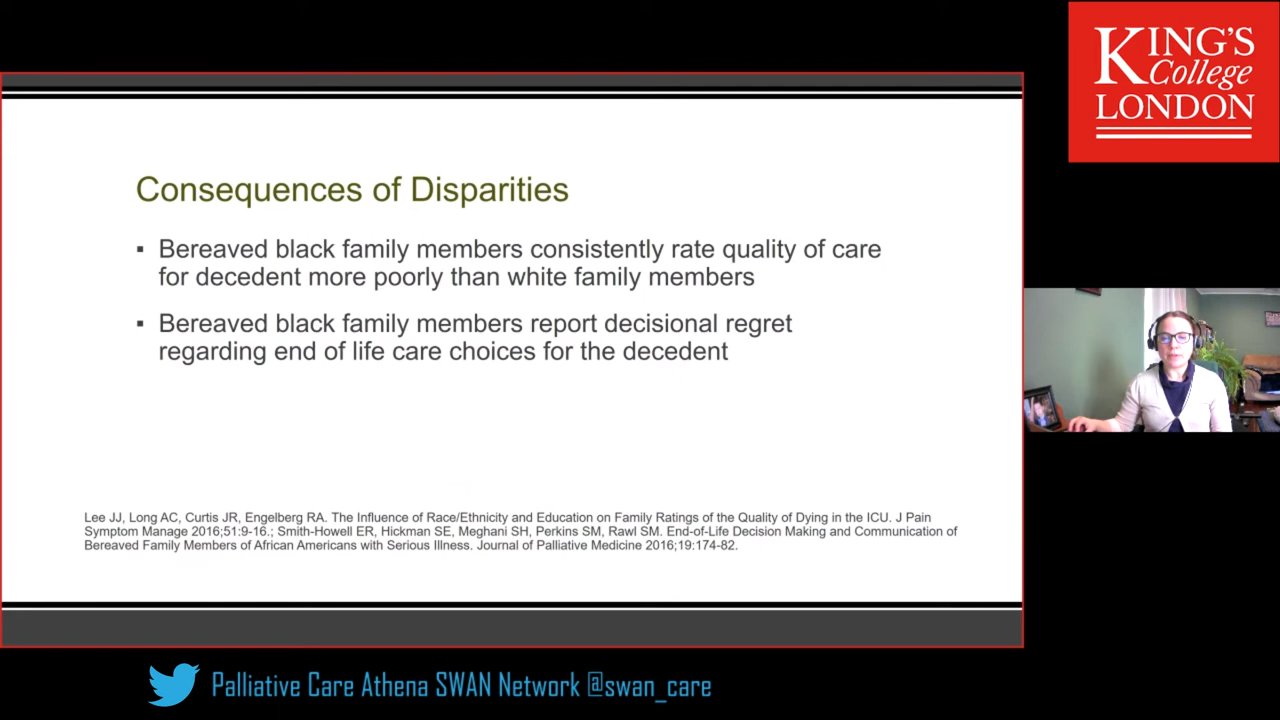 KING'S
College
LONDON
Consequences of Disparities
▪ Bereaved black family members consistently rate quality of care
for decedent more poorly than white family members
▪ Bereaved black family members report decisional regret
regarding end of life care choices for the decedent
Lee JJ, Long AC, Curtis JR, Engelberg RA. The Influence of Race/Ethnicity and Education on Family Ratings of the Quality of Dying in the ICU. J Pain
Symptom Manage 2016;51:9-16.; Smith-Howell ER, Hickman SE, Meghani SH, Perkins SM, Rawl SM. End-of-Life Decision Making and Communication of
Bereaved Family Members of African Americans with Serious Illness. Journal of Palliative Medicine 2016;19:174-82.
Palliative Care Athena SWAN Network @swan_care